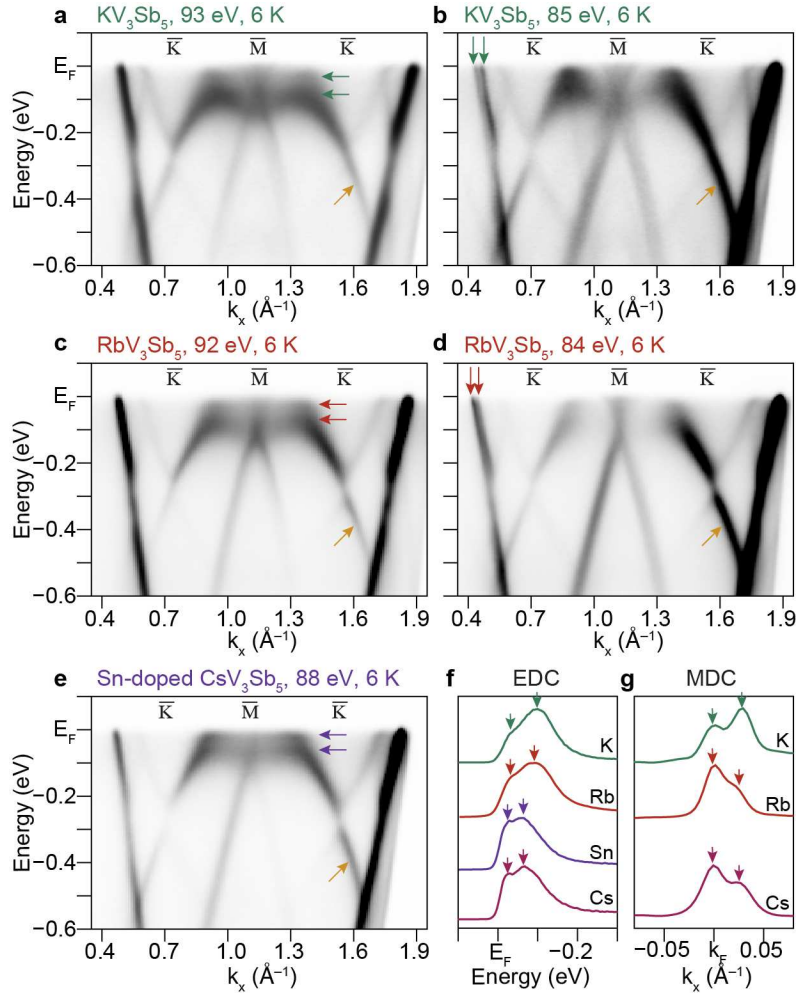 a KV₃Sb₅, 93 eV, 6 K
K̅ M̅ K̅
E_F
−0.2
−0.4
−0.6
Energy (eV)
0.4 0.7 1.0 1.3 1.6 1.9
kₓ (Å⁻¹)
b KV₃Sb₅, 85 eV, 6 K
K̅ M̅ K̅
0.4 0.7 1.0 1.3 1.6 1.9
kₓ (Å⁻¹)
c RbV₃Sb₅, 92 eV, 6 K
K̅ M̅ K̅
E_F
−0.2
−0.4
−0.6
Energy (eV)
0.4 0.7 1.0 1.3 1.6 1.9
kₓ (Å⁻¹)
d RbV₃Sb₅, 84 eV, 6 K
K̅ M̅ K̅
0.4 0.7 1.0 1.3 1.6 1.9
kₓ (Å⁻¹)
e Sn-doped CsV₃Sb₅, 88 eV, 6 K
K̅ M̅ K̅
E_F
−0.2
−0.4
−0.6
Energy (eV)
0.4 0.7 1.0 1.3 1.6 1.9
kₓ (Å⁻¹)
f EDC
K
Rb
Sn
Cs
E_F −0.2
Energy (eV)
g MDC
K
Rb
Cs
−0.05 k_F 0.05
kₓ (Å⁻¹)